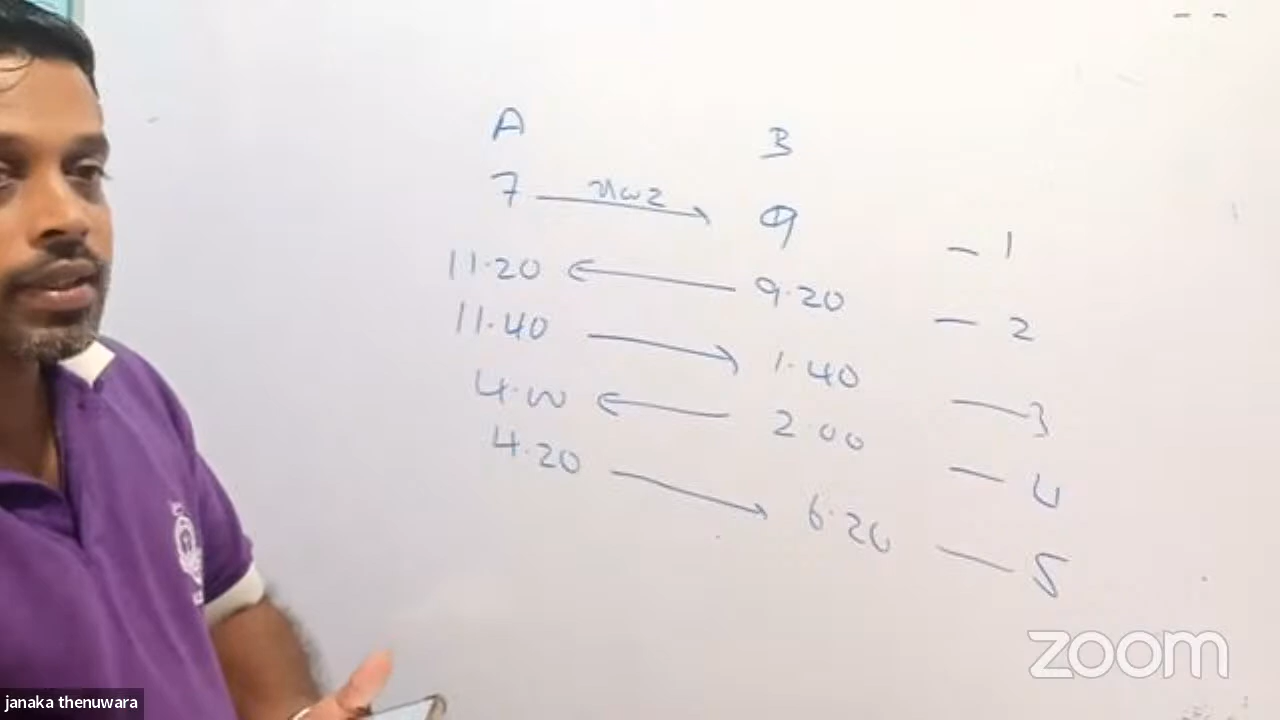 A B
7 9 - 1
11.20 9.20 - 2
11.40 1.40 - 3
4.00 2.00 - 4
4.20 6.20 - 5
zoom
janaka thenuwara